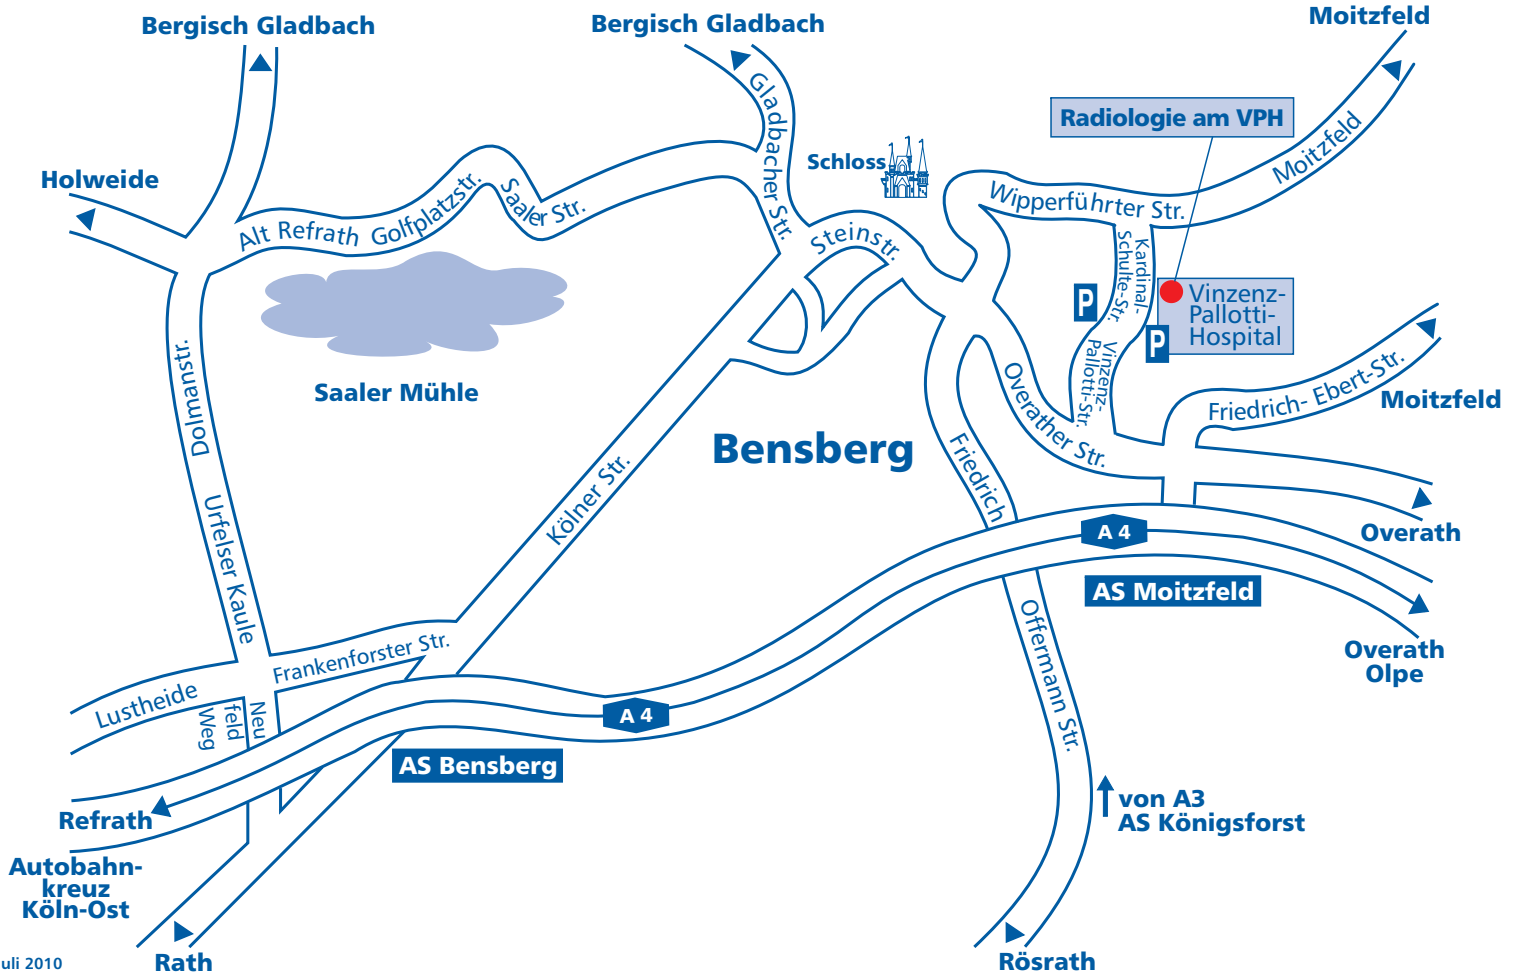 Bergisch Gladbach
Bergisch Gladbach
Moitzfeld
Holweide
Gladbacher Str.
Schloss
Radiologie am VPH
Moitzfeld
Alt Refrath
Golfplatzstr.
Saaler Str.
Steinstr.
Wipperführter Str.
Kardinal-
Schulte-Str.
P
Vinzenz-
Pallotti-
Hospital
P
Vinzenz-
Pallotti-Str.
Saaler Mühle
Dolmanstr.
Bensberg
Overather Str.
Friedrich- Ebert-Str.
Moitzfeld
Kölner Str.
Friedrich
Offermann Str.
Urfelser Kaule
A 4
Overath
AS Moitzfeld
Overath
Olpe
Frankenforster Str.
Lustheide
Neu
feld
Weg
A 4
AS Bensberg
Refrath
von A3
AS Königsforst
Autobahn-
kreuz
Köln-Ost
Rath
Rösrath
uli 2010